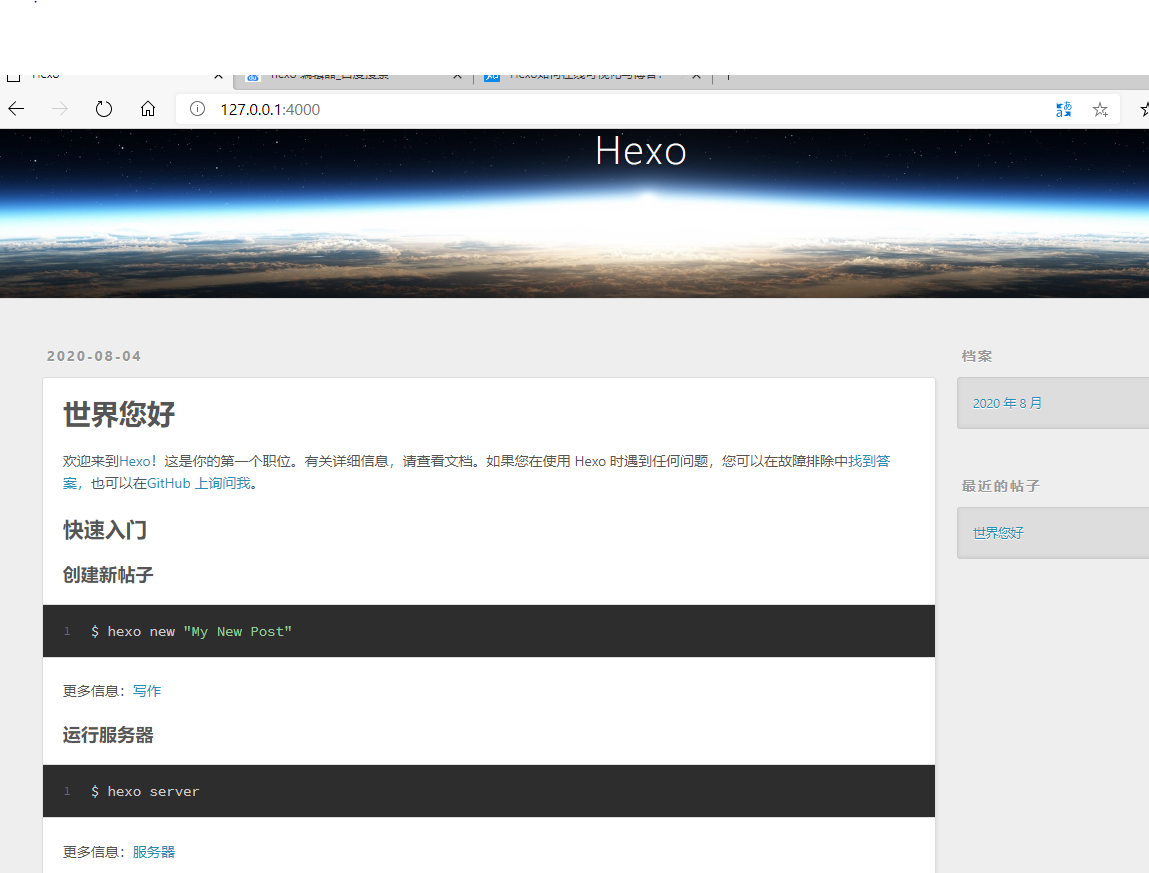 127.0.0.1:4000
Hexo
2020-08-04
世界您好
欢迎来到Hexo！这是你的第一个职位。有关详细信息，请查看文档。如果您在使用 Hexo 时遇到任何问题，您可以在故障排除中找到答
案，也可以在GitHub 上询问我。
快速入门
创建新帖子
1 $ hexo new "My New Post"
更多信息：写作
运行服务器
1 $ hexo server
更多信息：服务器
档案
2020 年 8 月
最近的帖子
世界您好